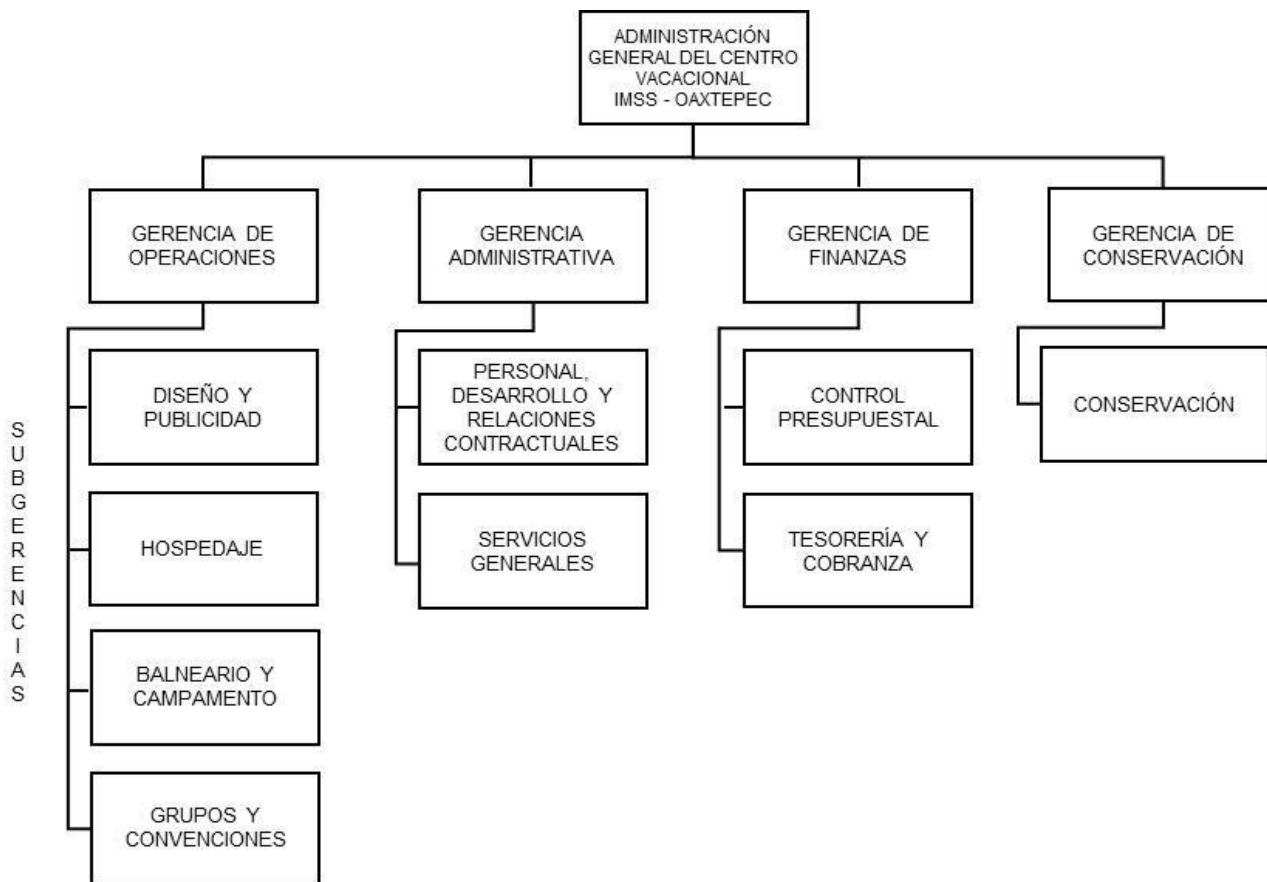 ADMINISTRACIÓN
GENERAL DEL CENTRO
VACACIONAL
IMSS - OAXTEPEC
GERENCIA DE
OPERACIONES
GERENCIA
ADMINISTRATIVA
GERENCIA DE
FINANZAS
GERENCIA DE
CONSERVACIÓN
SUBGERENCIAS
DISEÑO Y
PUBLICIDAD
HOSPEDAJE
BALNEARIO Y
CAMPAMENTO
GRUPOS Y
CONVENCIONES
PERSONAL,
DESARROLLO Y
RELACIONES
CONTRACTUALES
SERVICIOS
GENERALES
CONTROL
PRESUPUESTAL
TESORERÍA Y
COBRANZA
CONSERVACIÓN